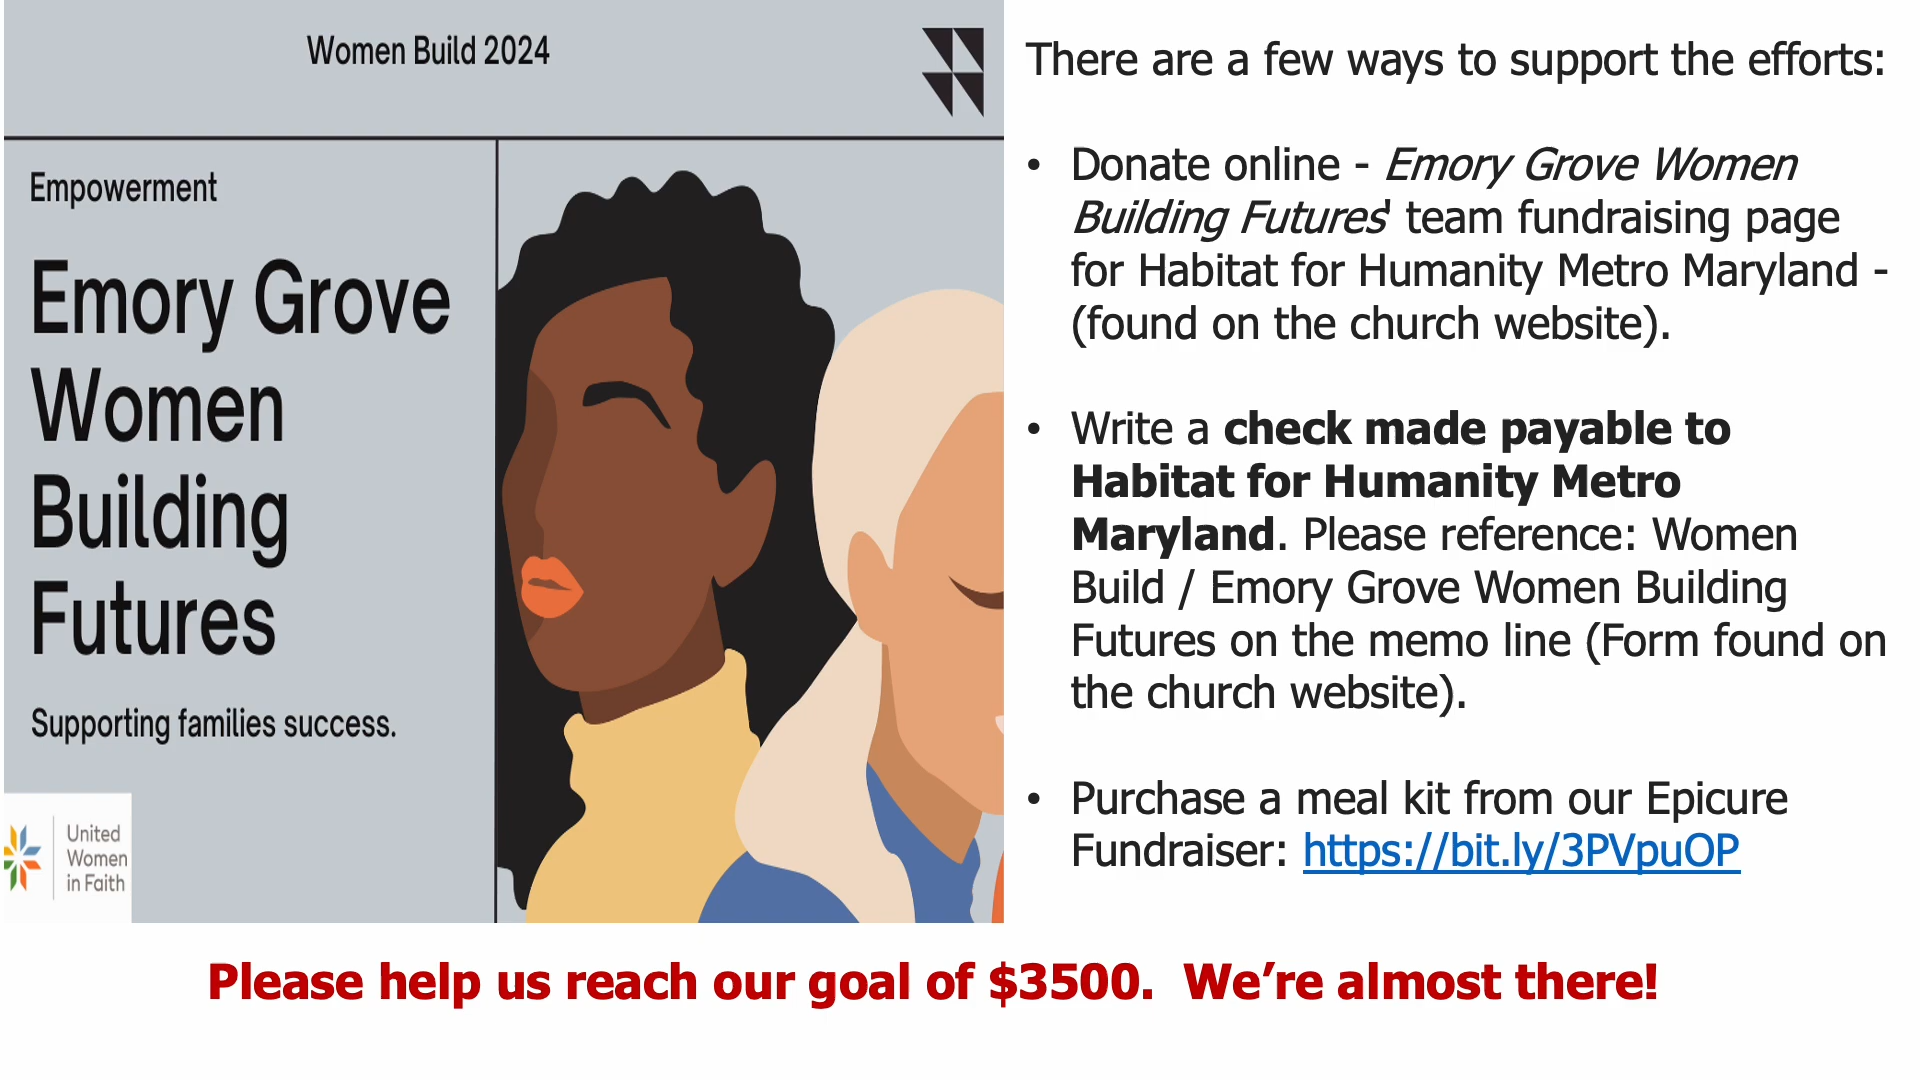 Women Build 2024
Empowerment
Emory Grove
Women
Building
Futures
Supporting families success.
United
Women
in Faith
There are a few ways to support the efforts:
• Donate online - Emory Grove Women
Building Futures' team fundraising page
for Habitat for Humanity Metro Maryland -
(found on the church website).
• Write a check made payable to
Habitat for Humanity Metro
Maryland. Please reference: Women
Build / Emory Grove Women Building
Futures on the memo line (Form found on
the church website).
• Purchase a meal kit from our Epicure
Fundraiser: https://bit.ly/3PVpuOP
Please help us reach our goal of $3500. We’re almost there!